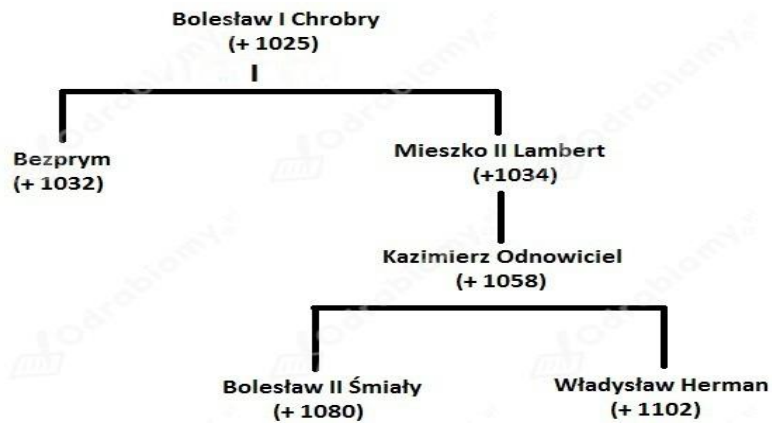 Bolesław I Chrobry
(+ 1025)
Bezprym
(+ 1032)
Mieszko II Lambert
(+1034)
Kazimierz Odnowiciel
(+ 1058)
Bolesław II Śmiały
(+ 1080)
Władysław Herman
(+ 1102)